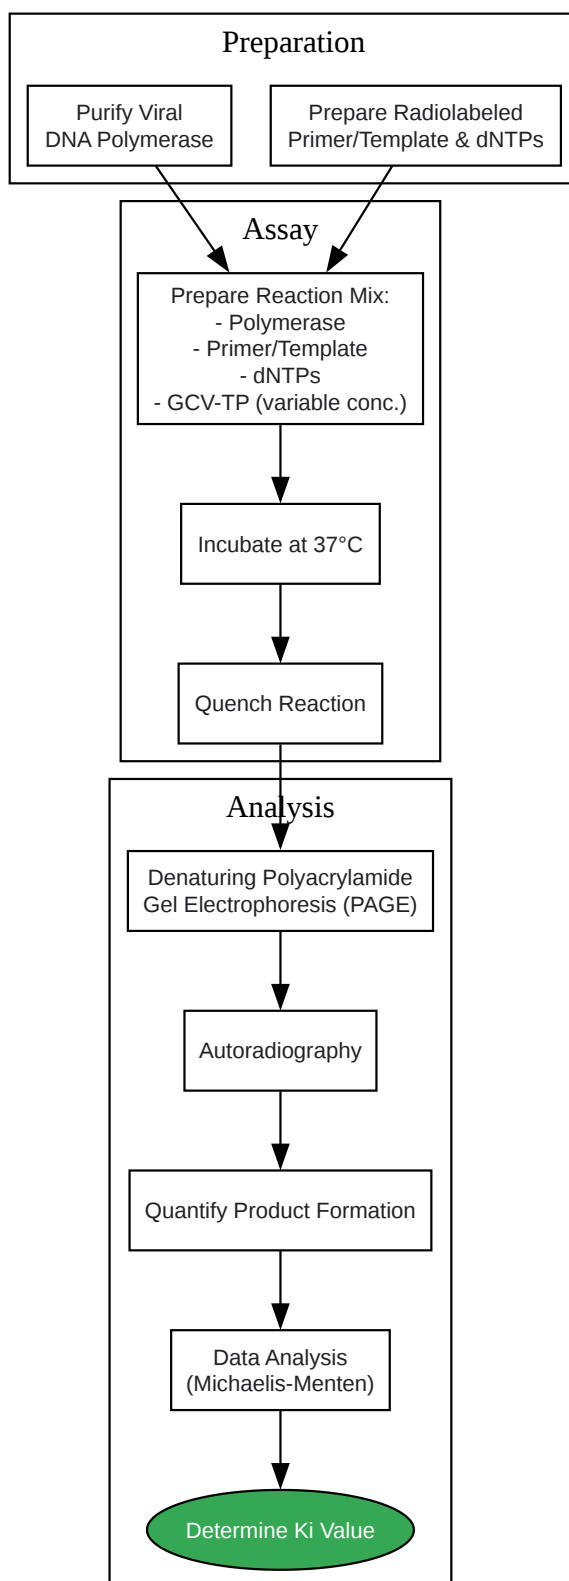 Preparation
Purify Viral
DNA Polymerase
Prepare Radiolabeled
Primer/Template & dNTPs
Assay
Prepare Reaction Mix:
- Polymerase
- Primer/Template
- dNTPs
- GCV-TP (variable conc.)
Incubate at 37°C
Quench Reaction
Analysis
Denaturing Polyacrylamide
Gel Electrophoresis (PAGE)
Autoradiography
Quantify Product Formation
Data Analysis
(Michaelis-Menten)
Determine Ki Value